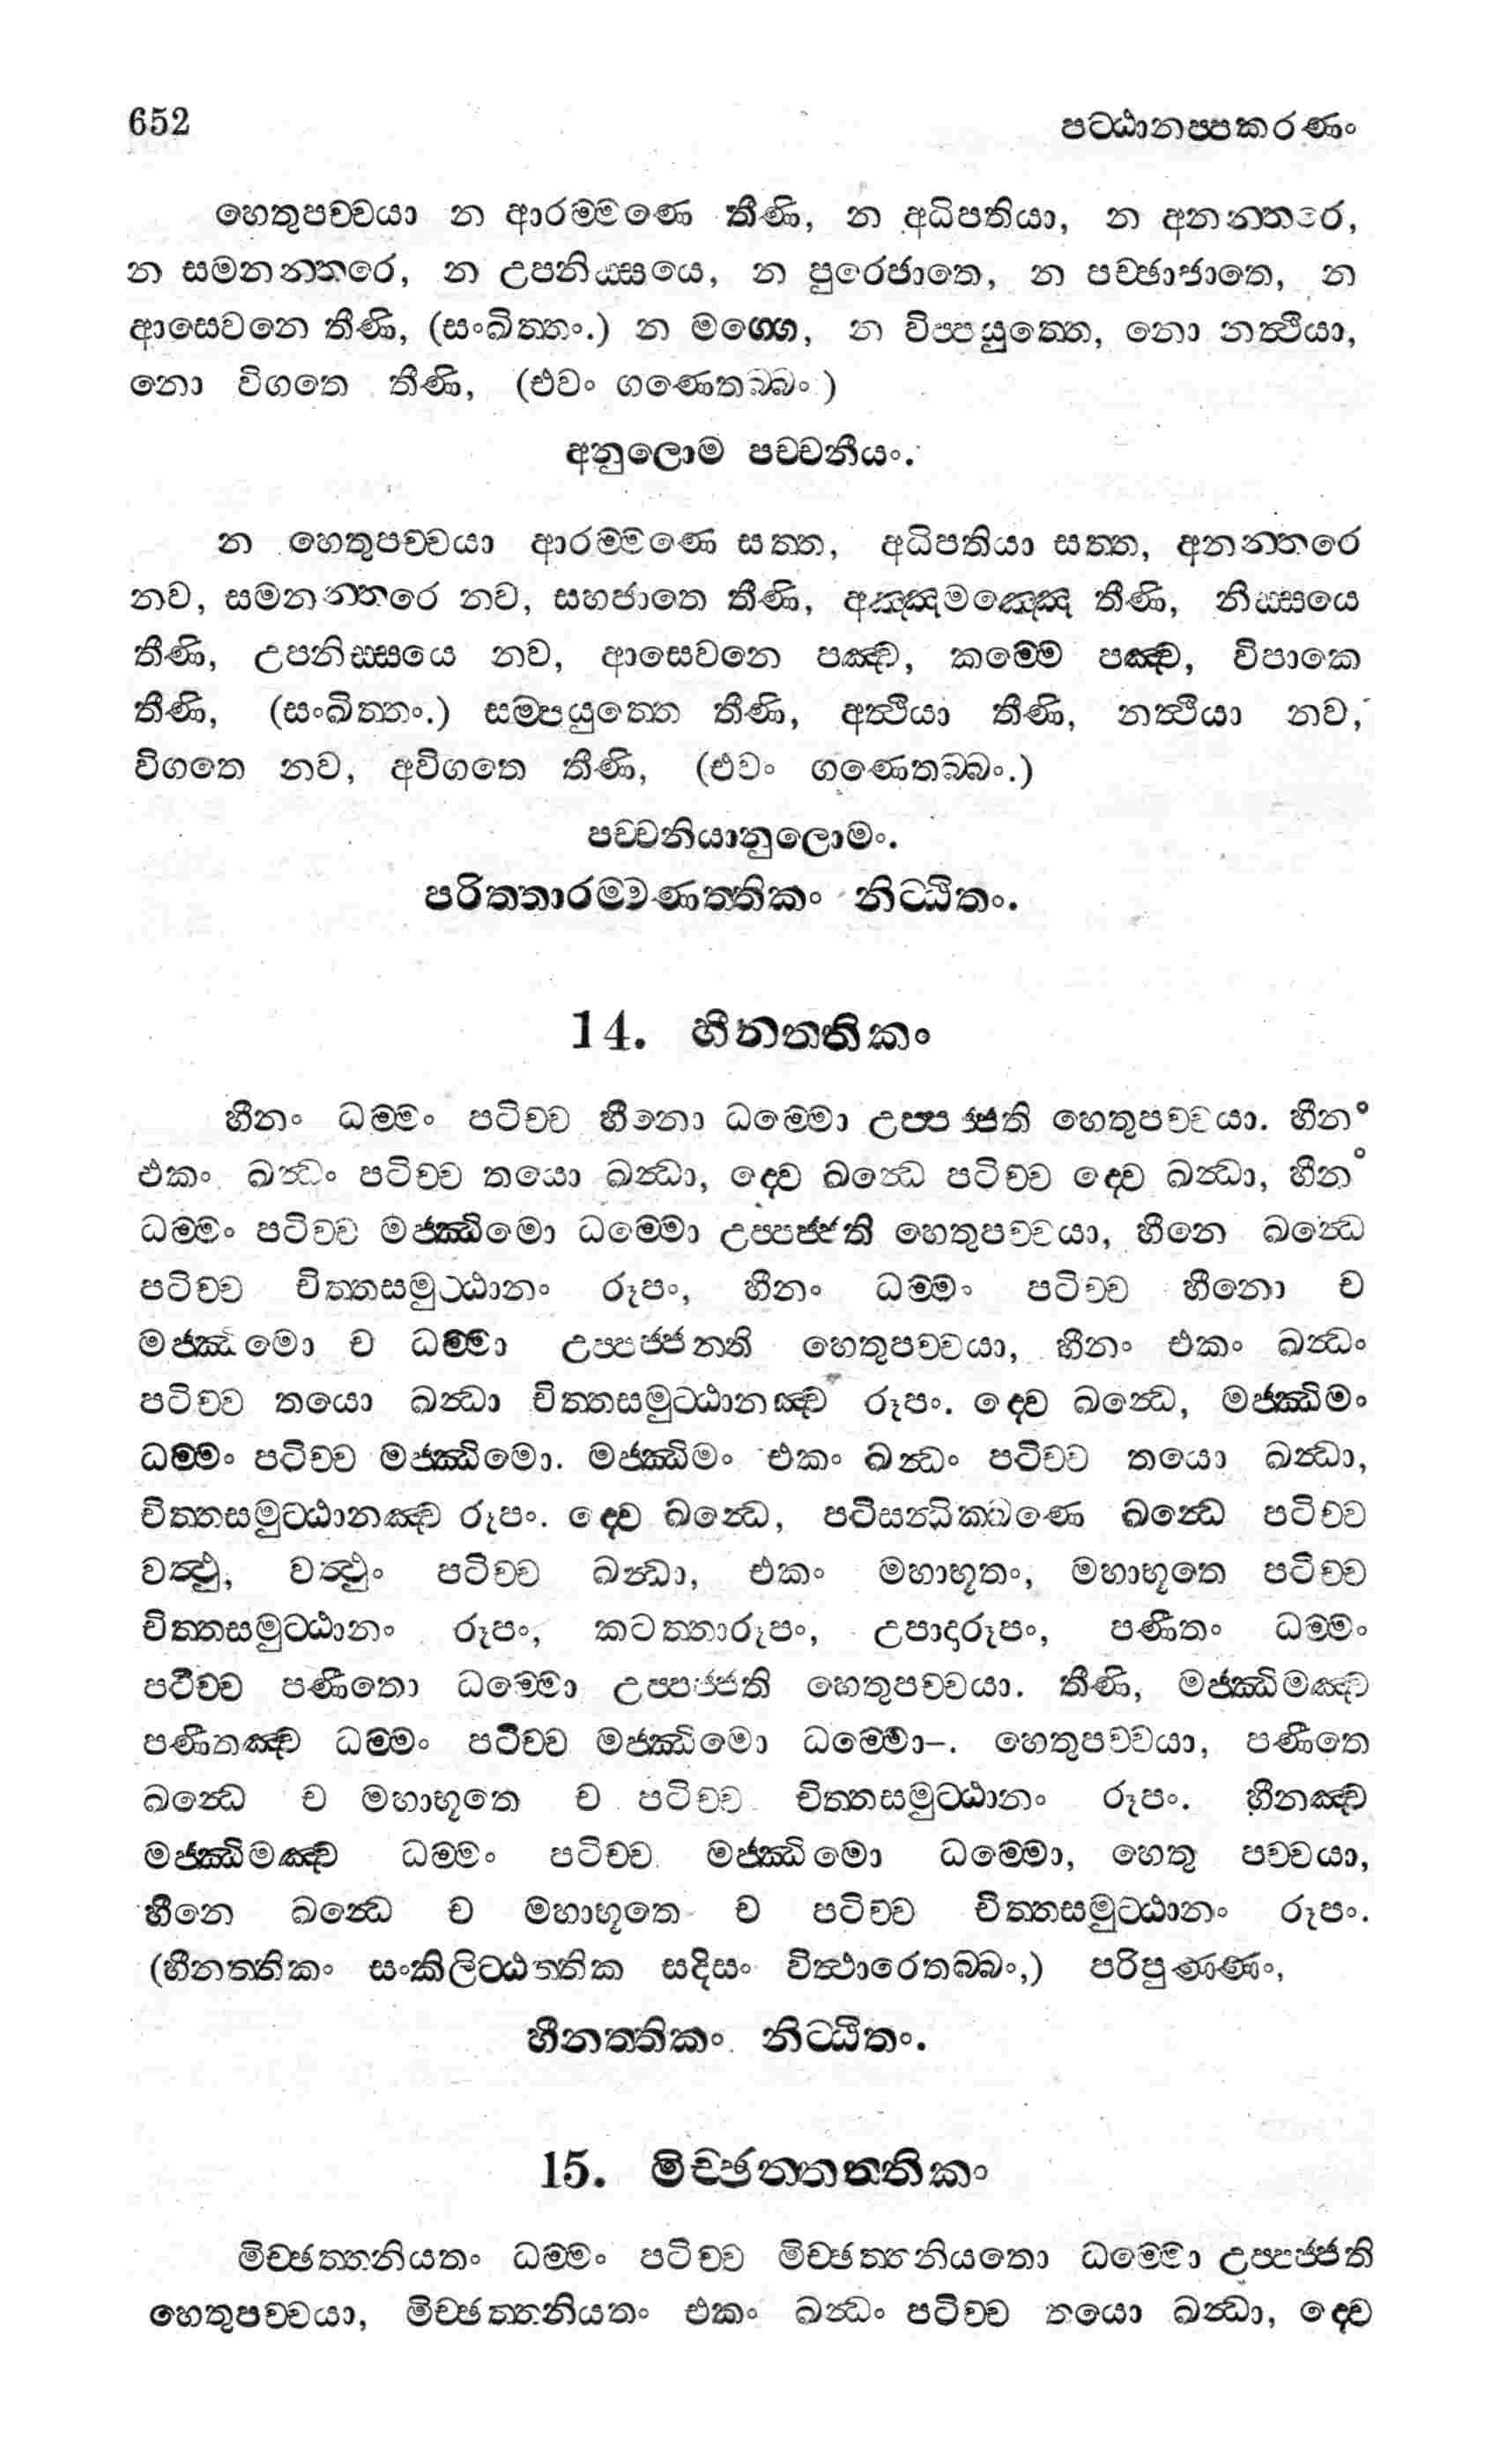 652 පට්ඨානප්පකරණං
හෙතුපච්චයා න ආරම්මණෙ තීණි, න අධිපතියා, න අනන්තරෙ,
න සමනන්තරෙ, න උපනිස්සයෙ, න පුරෙජාතෙ, න පච්ඡාජාතෙ, න
ආසෙවනෙ තීණි, (සංඛිත්තං.) න මග්ගෙ, න විප්පයුත්තෙ, නො නත්ථියා,
නො විගතෙ තීණි, (එවං ගණෙතබ්බං)
අනුලොම පච්චනීයං.
න හෙතුපච්චයා ආරම්මණෙ සත්ත, අධිපතියා සත්ත, අනන්තරෙ
නව, සමනන්තරෙ නව, සහජාතෙ තීණි, අඤ්ඤමඤ්ඤෙ තීණි, නිස්සයෙ
තීණි, උපනිස්සයෙ නව, ආසෙවනෙ පඤ්ච, කම්මෙ පඤ්ච, විපාකෙ
තීණි, (සංඛිත්තං.) සම්පයුත්තෙ තීණි, අත්ථියා තීණි, නත්ථියා නව,
විගතෙ නව, අවිගතෙ තීණි, (එවං ගණෙතබ්බං.)
පච්චනියානුලොමං.
පරිත්තාරම්මණත්තිකං නිට්ඨිතං.
14. හීනත්තිකං
හීනං ධම්මං පටිච්ච හීනො ධම්මො උප්පජ්ජති හෙතුපච්චයා. හීනං
එකං ඛන්ධං පටිච්ච තයො ඛන්ධා, ද්වෙ ඛන්ධෙ පටිච්ච ද්වෙ ඛන්ධා, හීනං
ධම්මං පටිච්ච මජ්ඣිමො ධම්මො උප්පජ්ජති හෙතුපච්චයා, හීනෙ ඛන්ධෙ
පටිච්ච චිත්තසමුට්ඨානං රූපං, හීනං ධම්මං පටිච්ච හීනො ච
මජ්ඣිමො ච ධම්මා උප්පජ්ජන්ති හෙතුපච්චයා, හීනං එකං ඛන්ධං
පටිච්ච තයො ඛන්ධා චිත්තසමුට්ඨානඤ්ච රූපං. ද්වෙ ඛන්ධෙ, මජ්ඣිමං
ධම්මං පටිච්ච මජ්ඣිමො. මජ්ඣිමං එකං ඛන්ධං පටිච්ච තයො ඛන්ධා,
චිත්තසමුට්ඨානඤ්ච රූපං. ද්වෙ ඛන්ධෙ, පටිසන්ධික්ඛණෙ ඛන්ධෙ පටිච්ච
වත්ථු, වත්ථුං පටිච්ච ඛන්ධා, එකං මහාභූතං, මහාභූතෙ පටිච්ච
චිත්තසමුට්ඨානං රූපං, කටත්තාරූපං, උපාදාරූපං, පණීතං ධම්මං
පටිච්ච පණීතො ධම්මො උප්පජ්ජති හෙතුපච්චයා. තීණි, මජ්ඣිමඤ්ච
පණීතඤ්ච ධම්මං පටිච්ච මජ්ඣිමො ධම්මො–. හෙතුපච්චයා, පණීතෙ
ඛන්ධෙ ච මහාභූතෙ ච පටිච්ච චිත්තසමුට්ඨානං රූපං. හීනඤ්ච
මජ්ඣිමඤ්ච ධම්මං පටිච්ච මජ්ඣිමො ධම්මො, හෙතු පච්චයා,
හීනෙ ඛන්ධෙ ච මහාභූතෙ ච පටිච්ච චිත්තසමුට්ඨානං රූපං.
(හීනත්තිකං සංකිලිට්ඨත්තික සදිසං විත්ථාරෙතබ්බං,) පරිපුණ්ණං,
හීනත්තිකං නිට්ඨිතං.
15. මිච්ඡත්තත්තිකං
මිච්ඡත්තනියතං ධම්මං පටිච්ච මිච්ඡත්තනියතො ධම්මො උප්පජ්ජති
හෙතුපච්චයා, මිච්ඡත්තනියතං එකං ඛන්ධං පටිච්ච තයො ඛන්ධා, ද්වෙ